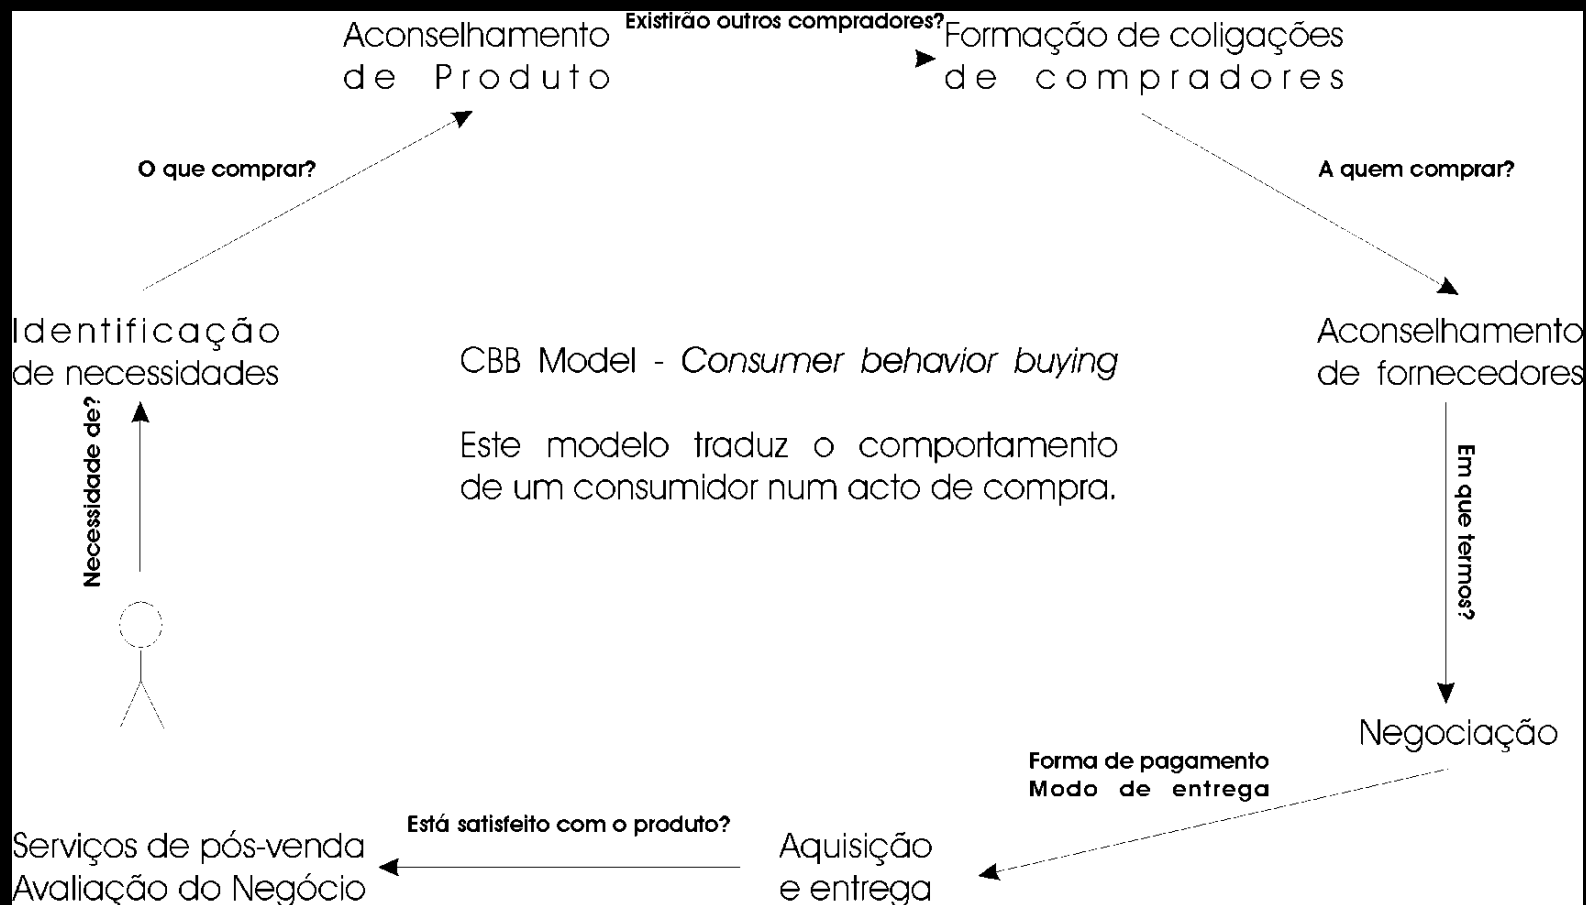 Existirão outros compradores?
Aconselhamento
de Produto
Formação de coligações
de compradores
O que comprar?
A quem comprar?
Identificação
de necessidades
CBB Model - Consumer behavior buying
Aconselhamento
de fornecedores
Necessidade de?
Este modelo traduz o comportamento
de um consumidor num acto de compra.
Em que termos?
Negociação
Forma de pagamento
Modo de entrega
Está satisfeito com o produto?
Serviços de pós-venda
Avaliação do Negócio
Aquisição
e entrega